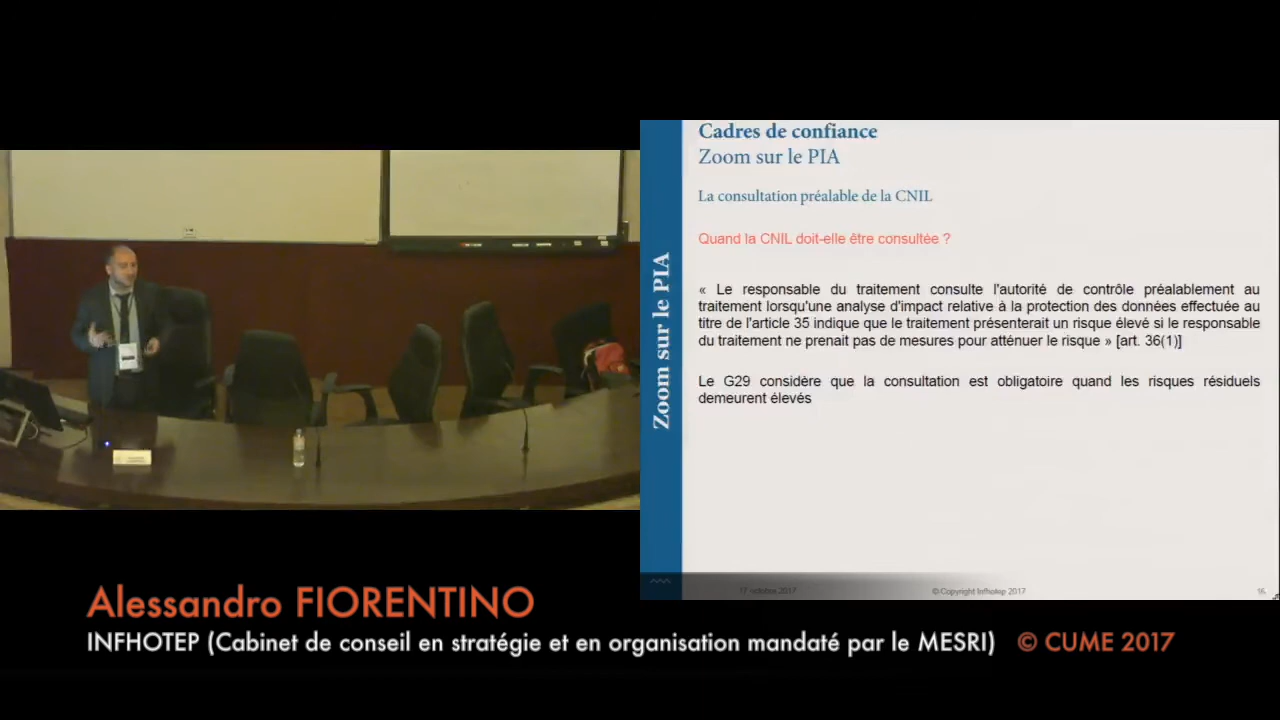 Cadres de confiance
Zoom sur le PIA
La consultation préalable de la CNIL
Quand la CNIL doit-elle être consultée ?
« Le responsable du traitement consulte l'autorité de contrôle préalablement au
traitement lorsqu'une analyse d'impact relative à la protection des données effectuée au
titre de l'article 35 indique que le traitement présenterait un risque élevé si le responsable
du traitement ne prenait pas de mesures pour atténuer le risque » [art. 36(1)]
Le G29 considère que la consultation est obligatoire quand les risques résiduels
demeurent élevés
Zoom sur le PIA
17 octobre 2017
© Copyright Infhotep 2017
16
Alessandro FIORENTINO
INFHOTEP (Cabinet de conseil en stratégie et en organisation mandaté par le MESRI) © CUME 2017